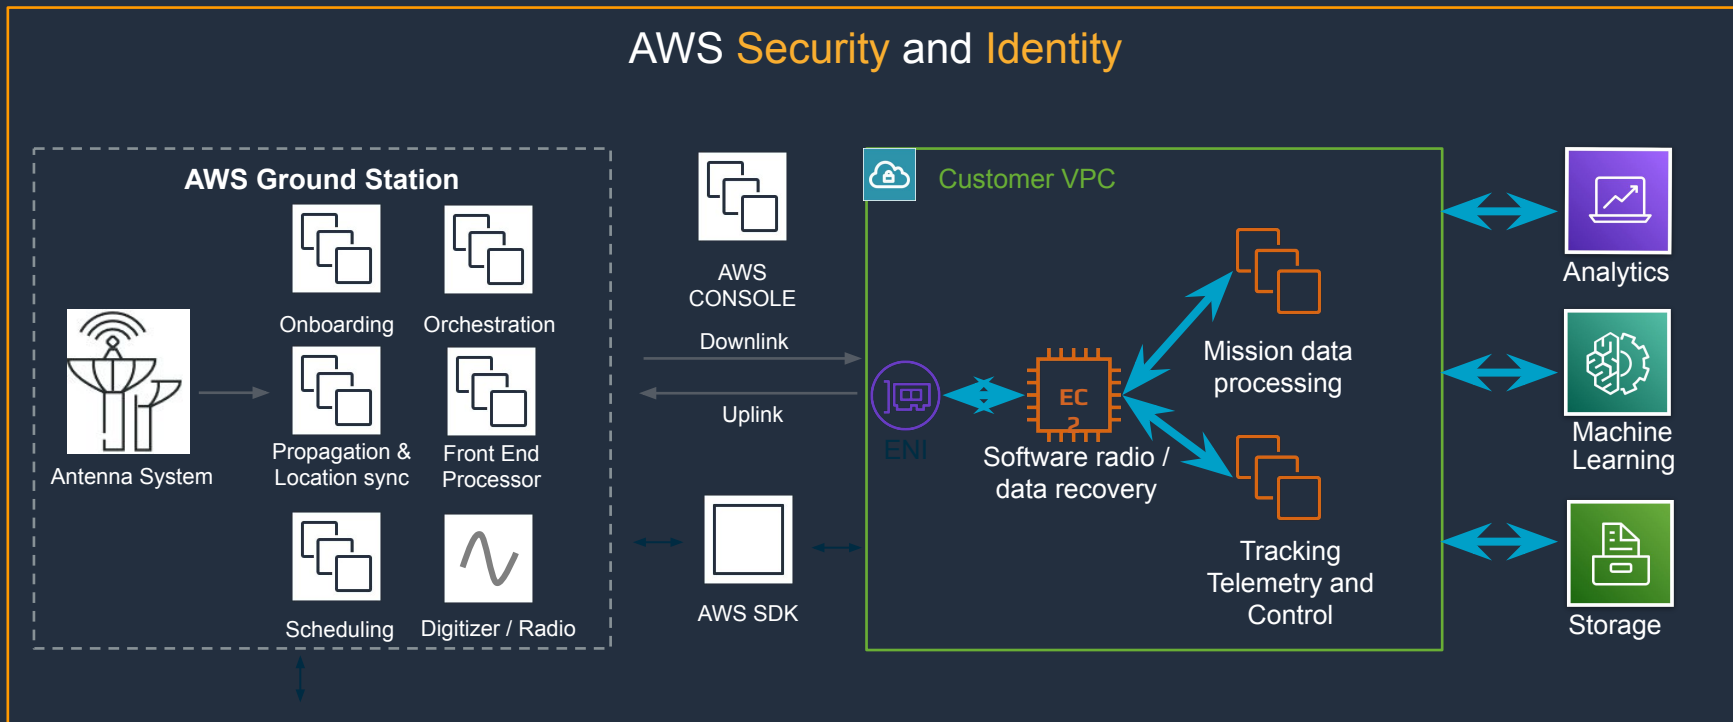 AWS Security and Identity
AWS Ground Station
Onboarding
Orchestration
Antenna System
Propagation &
Location sync
Front End
Processor
Scheduling
Digitizer / Radio
AWS
CONSOLE
Downlink
Uplink
AWS SDK
Customer VPC
ENI
EC
2
Software radio /
data recovery
Mission data
processing
Tracking
Telemetry and
Control
Analytics
Machine
Learning
Storage